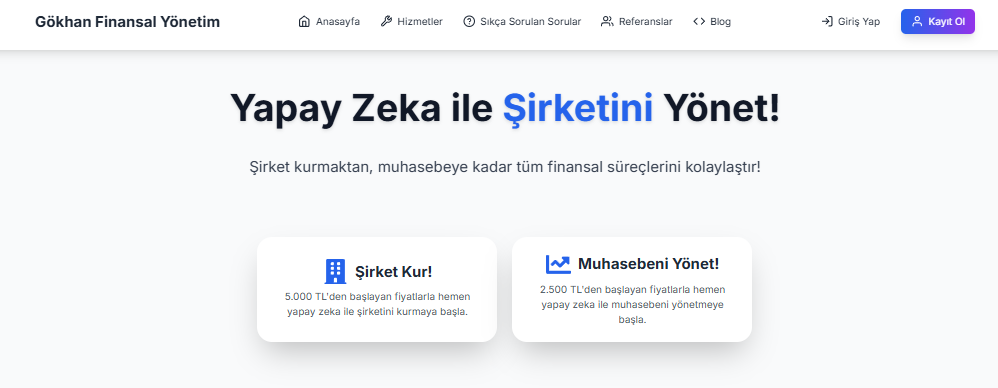 Gökhan Finansal Yönetim
Anasayfa
Hizmetler
Sıkça Sorulan Sorular
Referanslar
Blog
Giriş Yap
Kayıt Ol
Yapay Zeka ile Şirketini Yönet!
Şirket kurmaktan, muhasebeye kadar tüm finansal süreçlerini kolaylaştır!
Şirket Kur!
5.000 TL'den başlayan fiyatlarla hemen
yapay zeka ile şirketini kurmaya başla.
Muhasebeni Yönet!
2.500 TL'den başlayan fiyatlarla hemen
yapay zeka ile muhasebeni yönetmeye
başla.